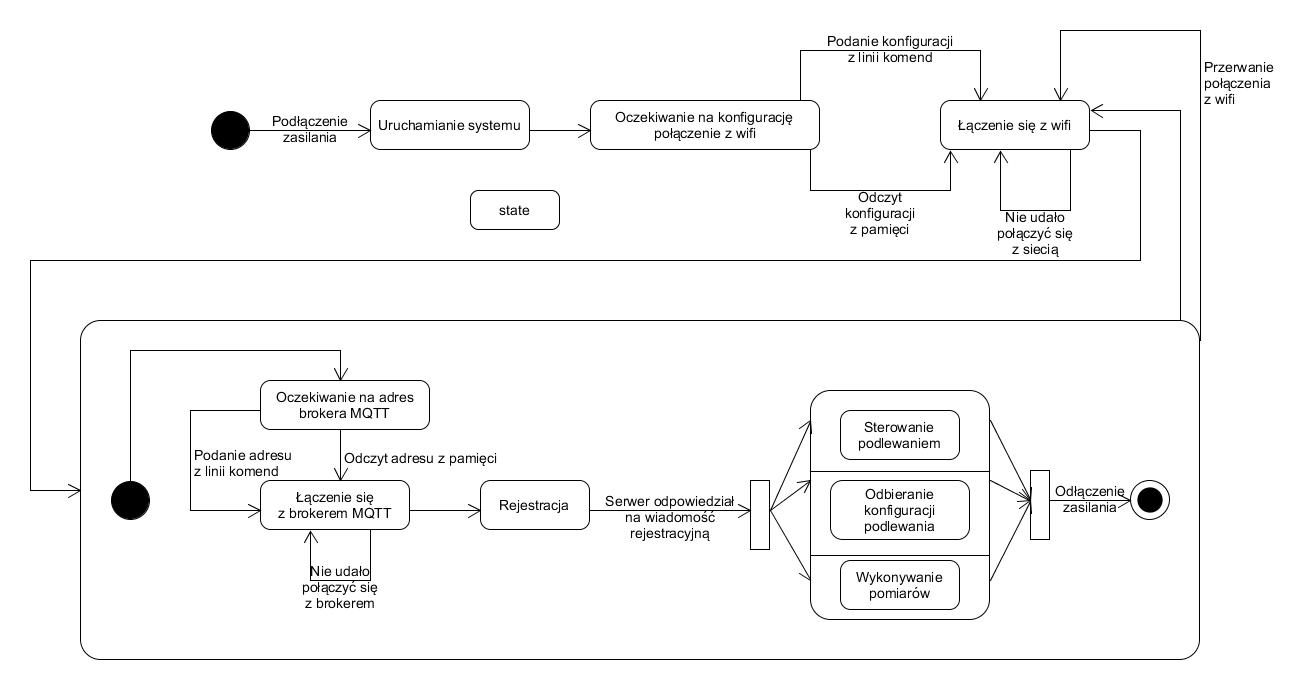 Podłączenie
zasilania
Uruchamianie systemu
Oczekiwanie na konfigurację
połączenie z wifi
Podanie konfiguracji
z linii komend
Łączenie się z wifi
Przerwanie
połączenia
z wifi
Odczyt
konfiguracji
z pamięci
Nie udało
połączyć się
z siecią
state
Oczekiwanie na adres
brokera MQTT
Podanie adresu
z linii komend
Odczyt adresu z pamięci
Łączenie się
z brokerem MQTT
Nie udało
połączyć się
z brokerem
Rejestracja
Serwer odpowiedział
na wiadomość
rejestracyjną
Sterowanie
podlewaniem
Odbieranie
konfiguracji
podlewania
Wykonywanie
pomiarów
Odłączenie
zasilania